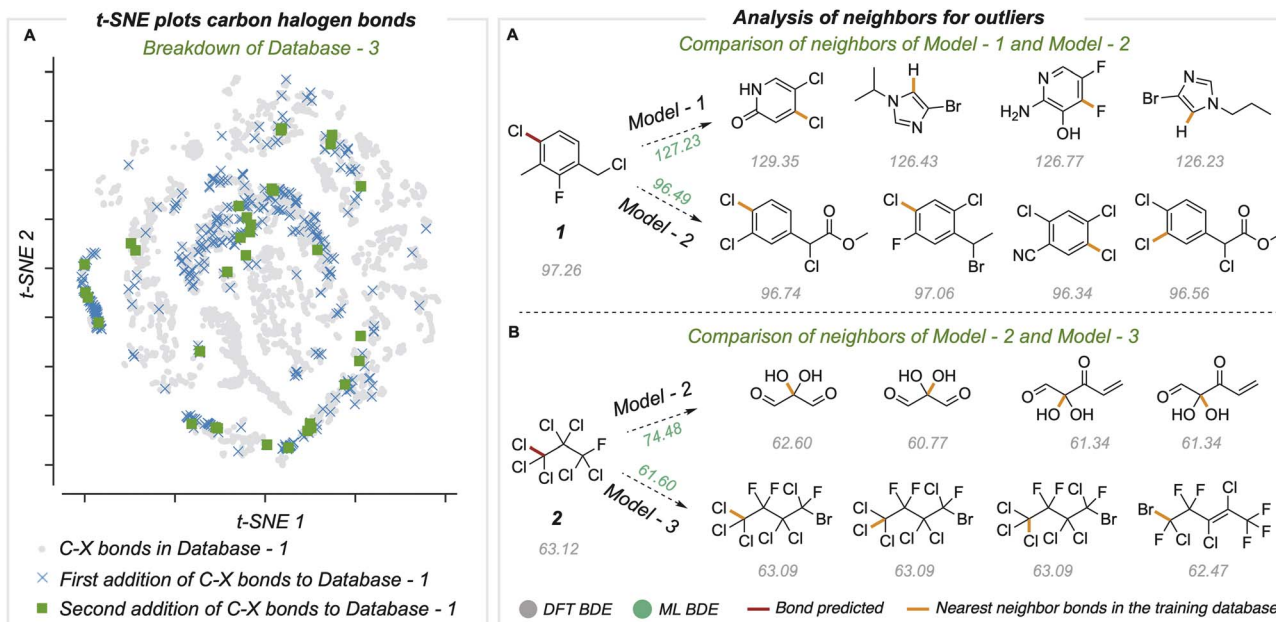 t-SNE plots carbon halogen bonds
A
Breakdown of Database - 3
t-SNE 2
t-SNE 1
C-X bonds in Database - 1
First addition of C-X bonds to Database - 1
Second addition of C-X bonds to Database - 1
Analysis of neighbors for outliers
A
Comparison of neighbors of Model - 1 and Model - 2
Cl
Cl
F
1
97.26
Model - 1
127.23
96.49
Model - 2
HN
O
Cl
Cl
129.35
H
N
N
Br
126.43
N
F
F
H2N
OH
126.77
N
Br
N
H
126.23
Cl
Cl
O
O
Cl
96.74
Cl
Cl
F
Br
97.06
Cl
Cl
NC
Cl
96.34
Cl
Cl
O
O
Cl
96.56
B
Comparison of neighbors of Model - 2 and Model - 3
Cl Cl
Cl
F
Cl
Cl Cl Cl
2
63.12
Model - 2
74.48
61.60
Model - 3
HO OH
O O
62.60
HO OH
O O
60.77
O
O
HO OH
61.34
O
O
HO OH
61.34
F F Cl F
Cl
Br
Cl Cl Cl Cl
63.09
F F Cl F
Cl
Br
Cl Cl Cl Cl
63.09
F F Cl F
Cl
Br
Cl Cl Cl Cl
63.09
F F Cl
Br
F
F Cl Cl F F
62.47
DFT BDE
ML BDE
Bond predicted
Nearest neighbor bonds in the training database